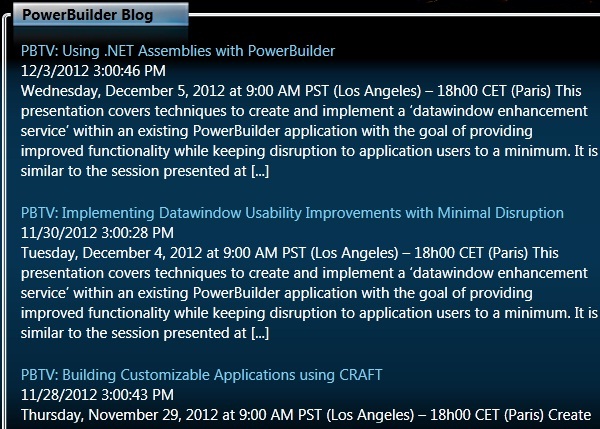 PowerBuilder Blog
PBTV: Using .NET Assemblies with PowerBuilder
12/3/2012 3:00:46 PM
Wednesday, December 5, 2012 at 9:00 AM PST (Los Angeles) – 18h00 CET (Paris) This
presentation covers techniques to create and implement a ‘datawindow enhancement
service’ within an existing PowerBuilder application with the goal of providing
improved functionality while keeping disruption to application users to a minimum. It is
similar to the session presented at [...]
PBTV: Implementing Datawindow Usability Improvements with Minimal Disruption
11/30/2012 3:00:28 PM
Tuesday, December 4, 2012 at 9:00 AM PST (Los Angeles) – 18h00 CET (Paris) This
presentation covers techniques to create and implement a ‘datawindow enhancement
service’ within an existing PowerBuilder application with the goal of providing
improved functionality while keeping disruption to application users to a minimum. It is
similar to the session presented at [...]
PBTV: Building Customizable Applications using CRAFT
11/28/2012 3:00:43 PM
Thursday, November 29, 2012 at 9:00 AM PST (Los Angeles) – 18h00 CET (Paris) Create